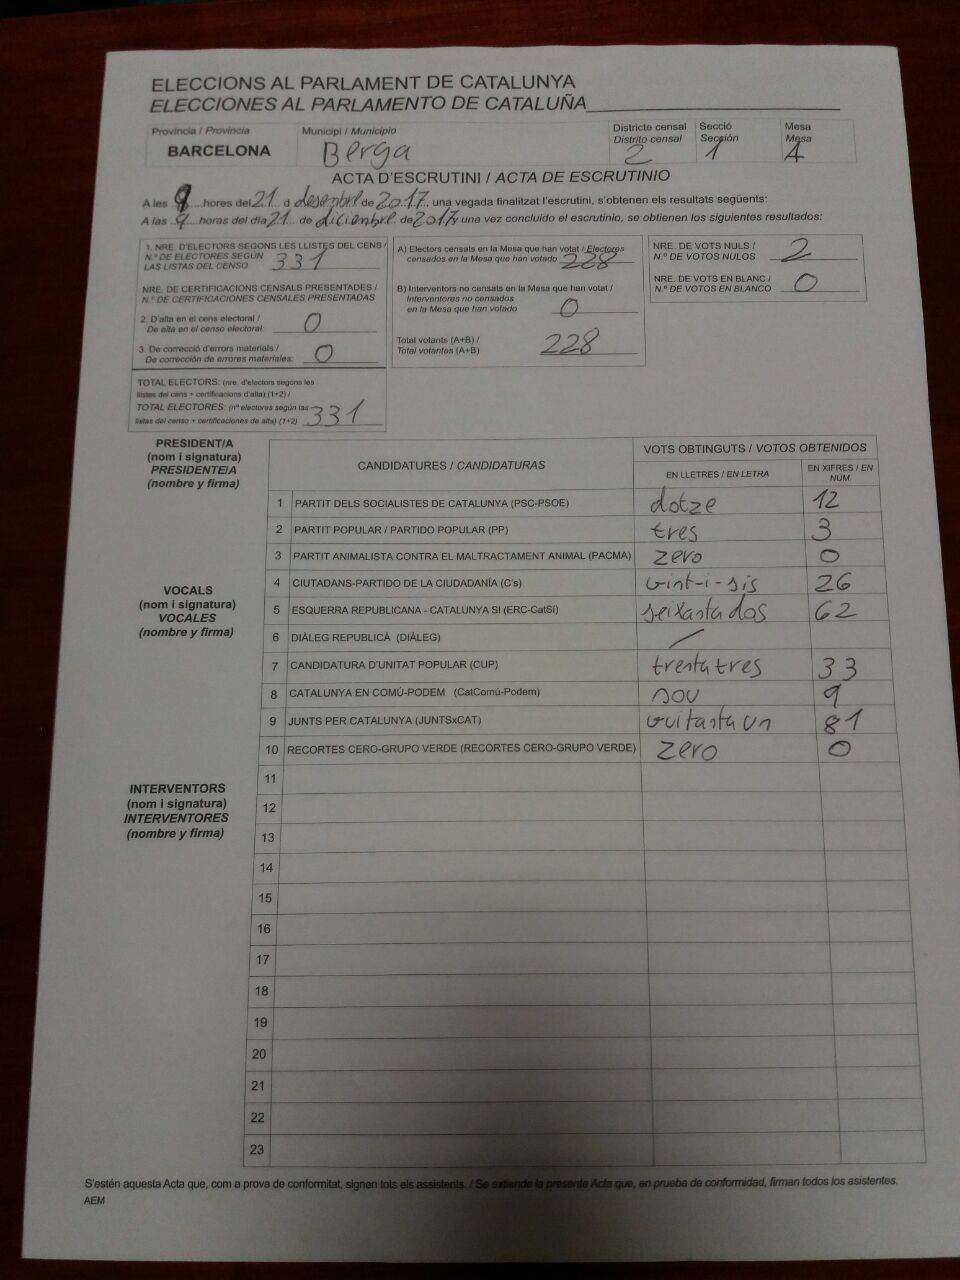 ELECCIONS AL PARLAMENT DE CATALUNYA
ELECCIONES AL PARLAMENTO DE CATALUÑA
Provincia / Provincia
BARCELONA
Municipi / Municipio
Berga
Districte censal
Distrito censal
2
Secció
Sección
1
Mesa
Mesa
A
ACTA D'ESCRUTINI / ACTA DE ESCRUTINIO
A les 9 hores del 21 d desembre de 2017, una vegada finalitzat l'escrutini, s'obtenen els resultats següents:
A las 9 horas del día 21 de diciembre de 2017 una vez concluido el escrutinio, se obtienen los siguientes resultados:
1. NRE. D'ELECTORS SEGONS LES LLISTES DEL CENS /
N.º DE ELECTORES SEGÚN
LAS LISTAS DEL CENSO 331
NRE. DE CERTIFICACIONS CENSALS PRESENTADES /
N.º DE CERTIFICACIONES CENSALES PRESENTADAS
2. D'alta en el cens electoral /
De alta en el censo electoral: 0
3. De correcció d'errors materials /
De corrección de errores materiales: 0
TOTAL ELECTORS: (nre. d'electors segons les
llistes del cens + certificacions d'alta) (1+2) /
TOTAL ELECTORES: (nº electores según las
listas del censo + certificaciones de alta) (1+2) 331
A) Electors censats en la Mesa que han votat / Electores
censados en la Mesa que han votado 228
B) Interventors no censats en la Mesa que han votat /
Interventores no censados
en la Mesa que han votado 0
Total votants (A+B) /
Total votantes (A+B) 228
NRE. DE VOTS NULS /
N.º DE VOTOS NULOS 2
NRE. DE VOTS EN BLANC /
N.º DE VOTOS EN BLANCO 0
PRESIDENT/A
(nom i signatura)
PRESIDENTE/A
(nombre y firma)
VOCALS
(nom i signatura)
VOCALES
(nombre y firma)
INTERVENTORS
(nom i signatura)
INTERVENTORES
(nombre y firma)
CANDIDATURES / CANDIDATURAS
VOTS OBTINGUTS / VOTOS OBTENIDOS
EN LLETRES / EN LETRA
EN XIFRES / EN
NÚM.
1 PARTIT DELS SOCIALISTES DE CATALUNYA (PSC-PSOE) dotze 12
2 PARTIT POPULAR / PARTIDO POPULAR (PP) tres 3
3 PARTIT ANIMALISTA CONTRA EL MALTRACTAMENT ANIMAL (PACMA) zero 0
4 CIUTADANS-PARTIDO DE LA CIUDADANÍA (C's) vint-i-sis 26
5 ESQUERRA REPUBLICANA - CATALUNYA SI (ERC-CatSí) seixanta dos 62
6 DIÀLEG REPUBLICÀ (DIÀLEG) /
7 CANDIDATURA D'UNITAT POPULAR (CUP) trenta tres 33
8 CATALUNYA EN COMÚ-PODEM (CatComú-Podem) nou 9
9 JUNTS PER CATALUNYA (JUNTSxCAT) vuitanta un 81
10 RECORTES CERO-GRUPO VERDE (RECORTES CERO-GRUPO VERDE) zero 0
11
12
13
14
15
16
17
18
19
20
21
22
23
S'estén aquesta Acta que, com a prova de conformitat, signen tots els assistents. / Se extiende la presente Acta que, en prueba de conformidad, firman todos los asistentes.
AEM